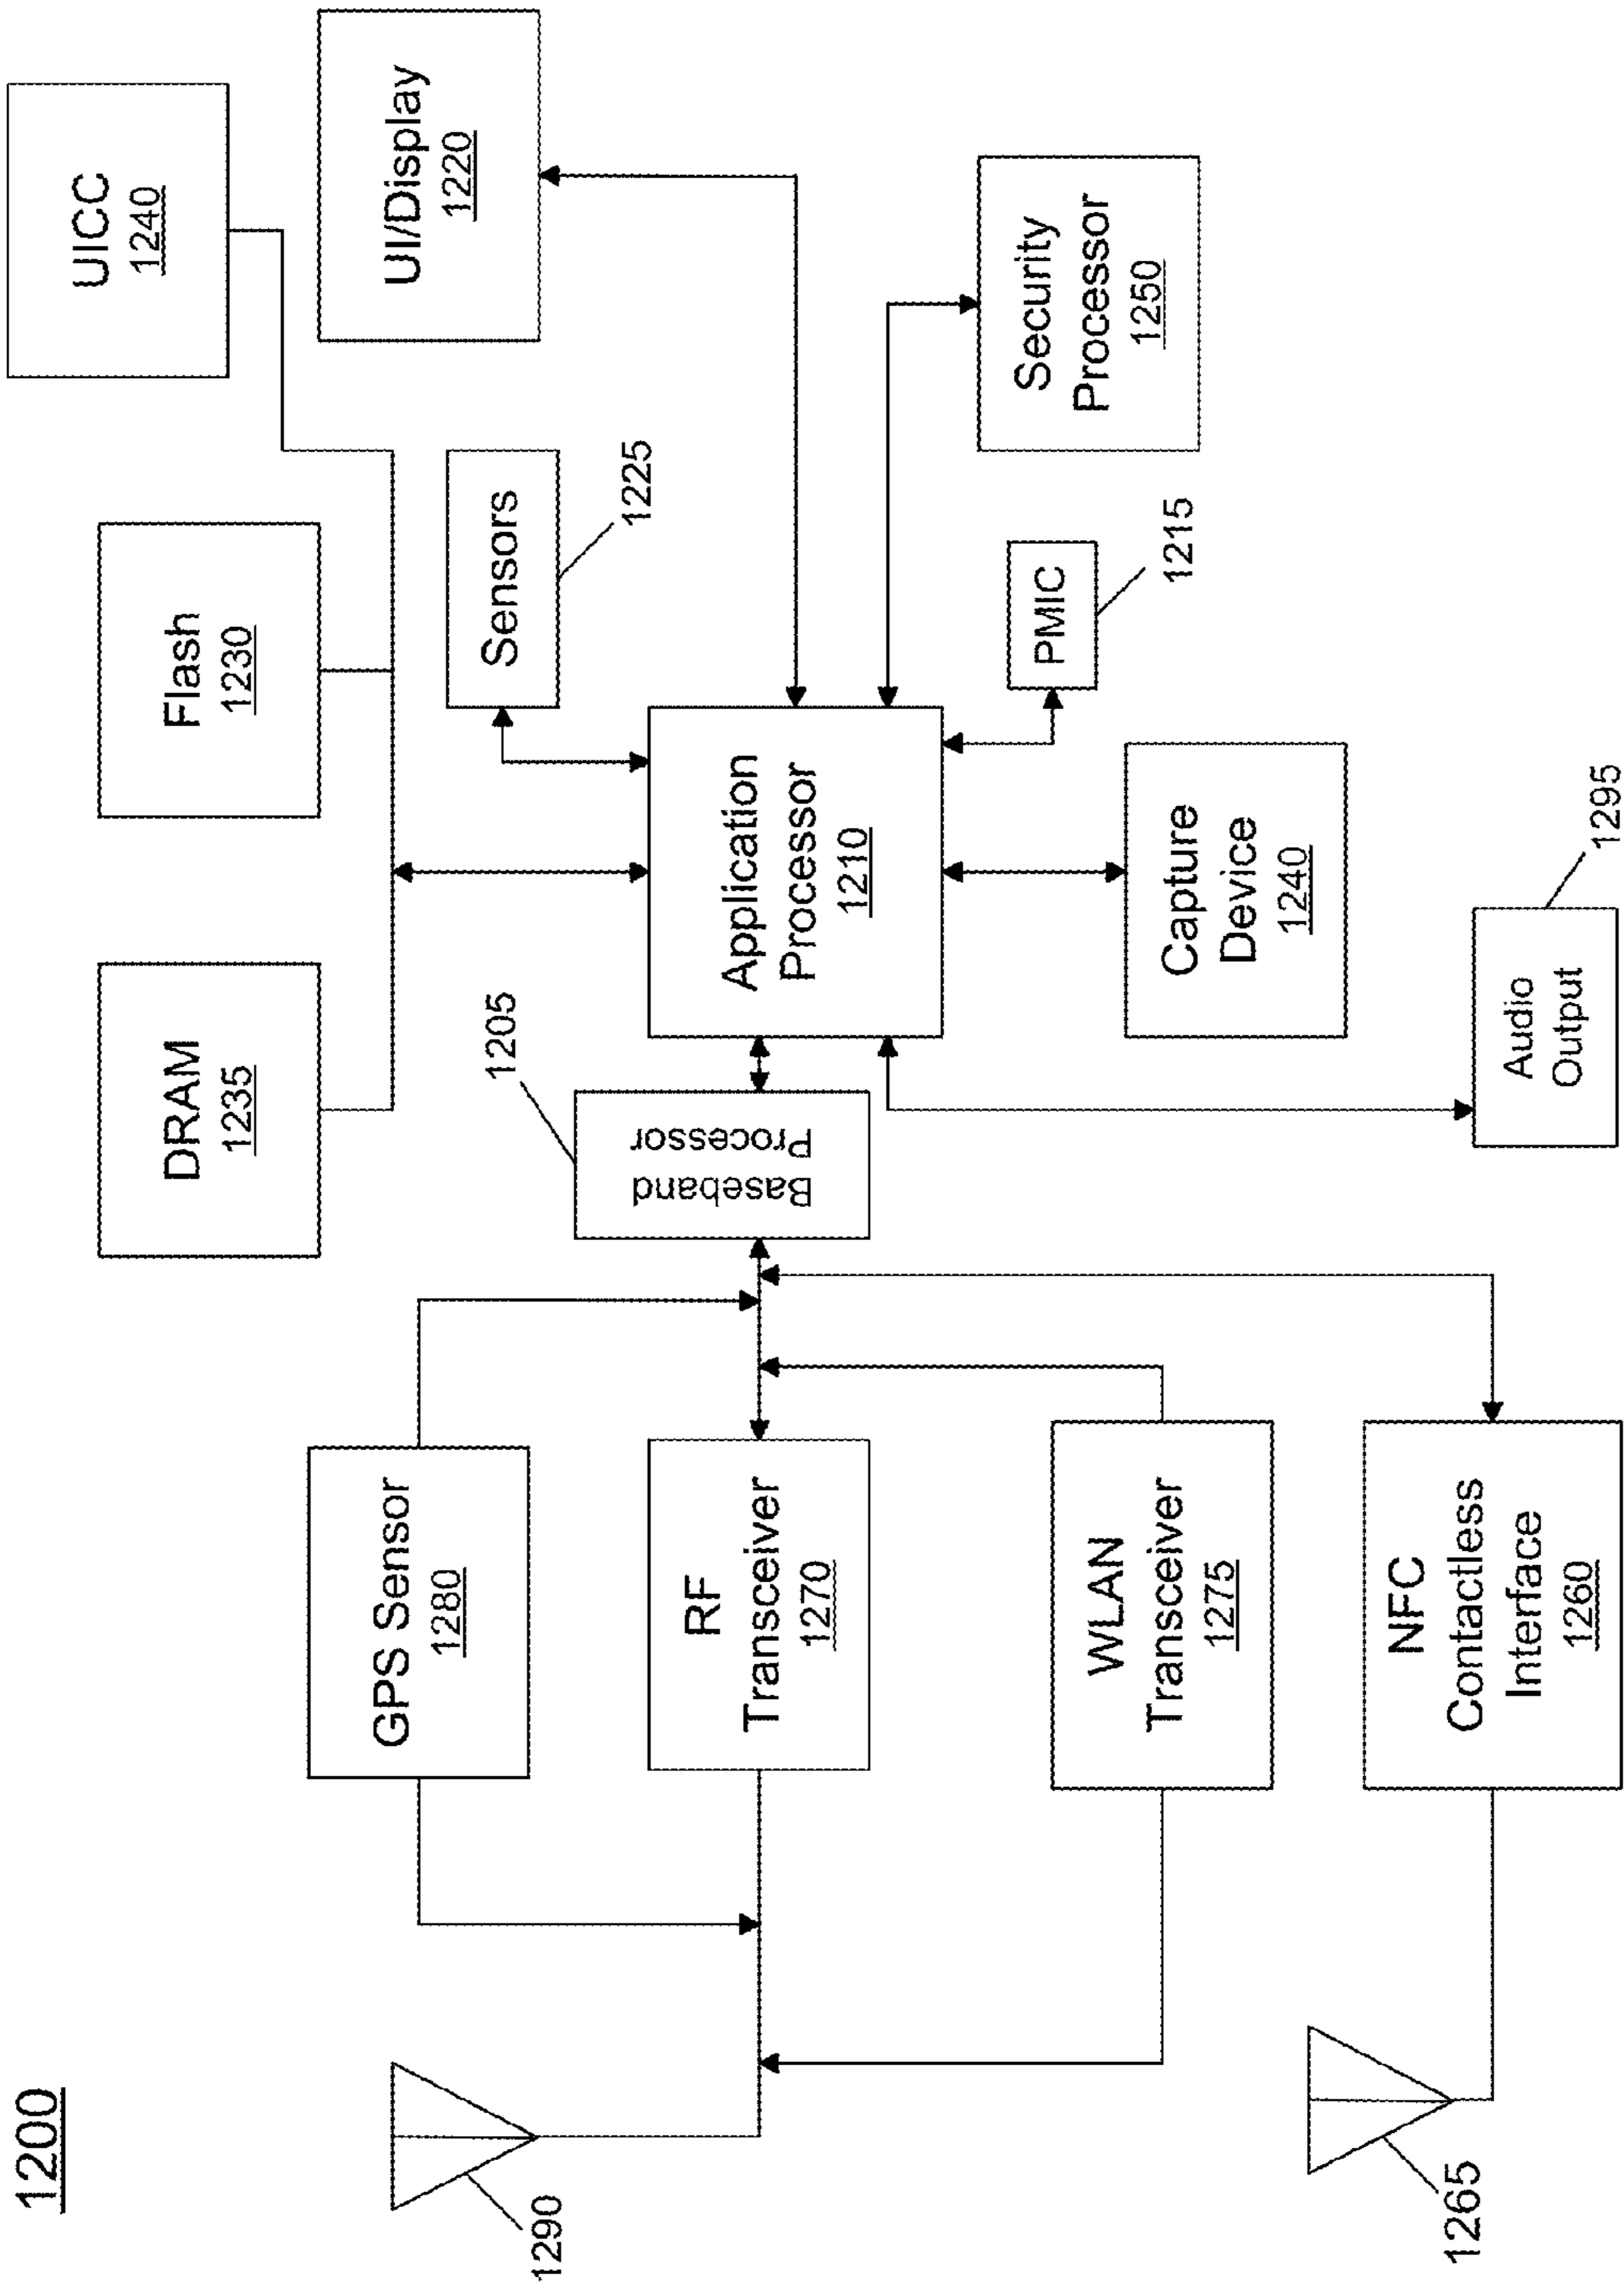 1200
UICC
1240
Flash
1230
DRAM
1235
UI/Display
1220
Sensors
1225
GPS Sensor
1280
1290
1205
Baseband
Processor
Application
Processor
1210
RF
Transceiver
1270
Security
Processor
1250
PMIC
1215
WLAN
Transceiver
1275
Capture
Device
1240
NFC
Contactless
Interface
1260
1265
Audio
Output
1295